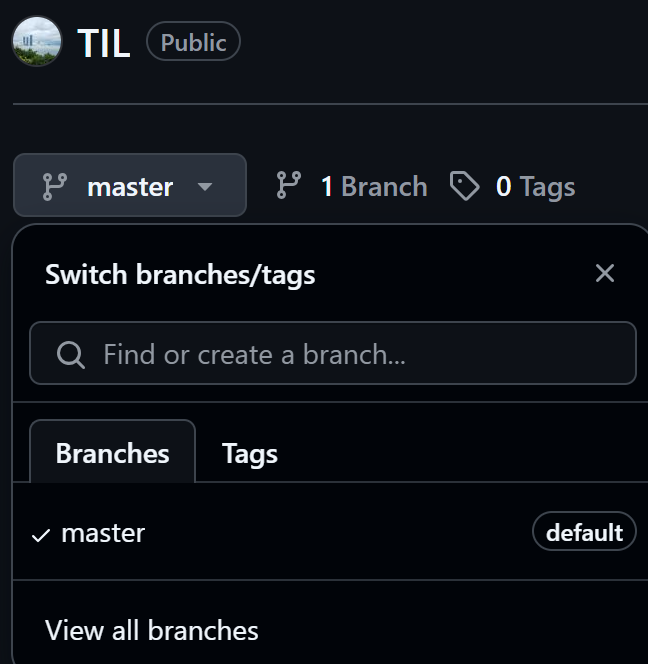 TIL Public
master 1 Branch 0 Tags
Switch branches/tags
Find or create a branch...
Branches Tags
master default
View all branches